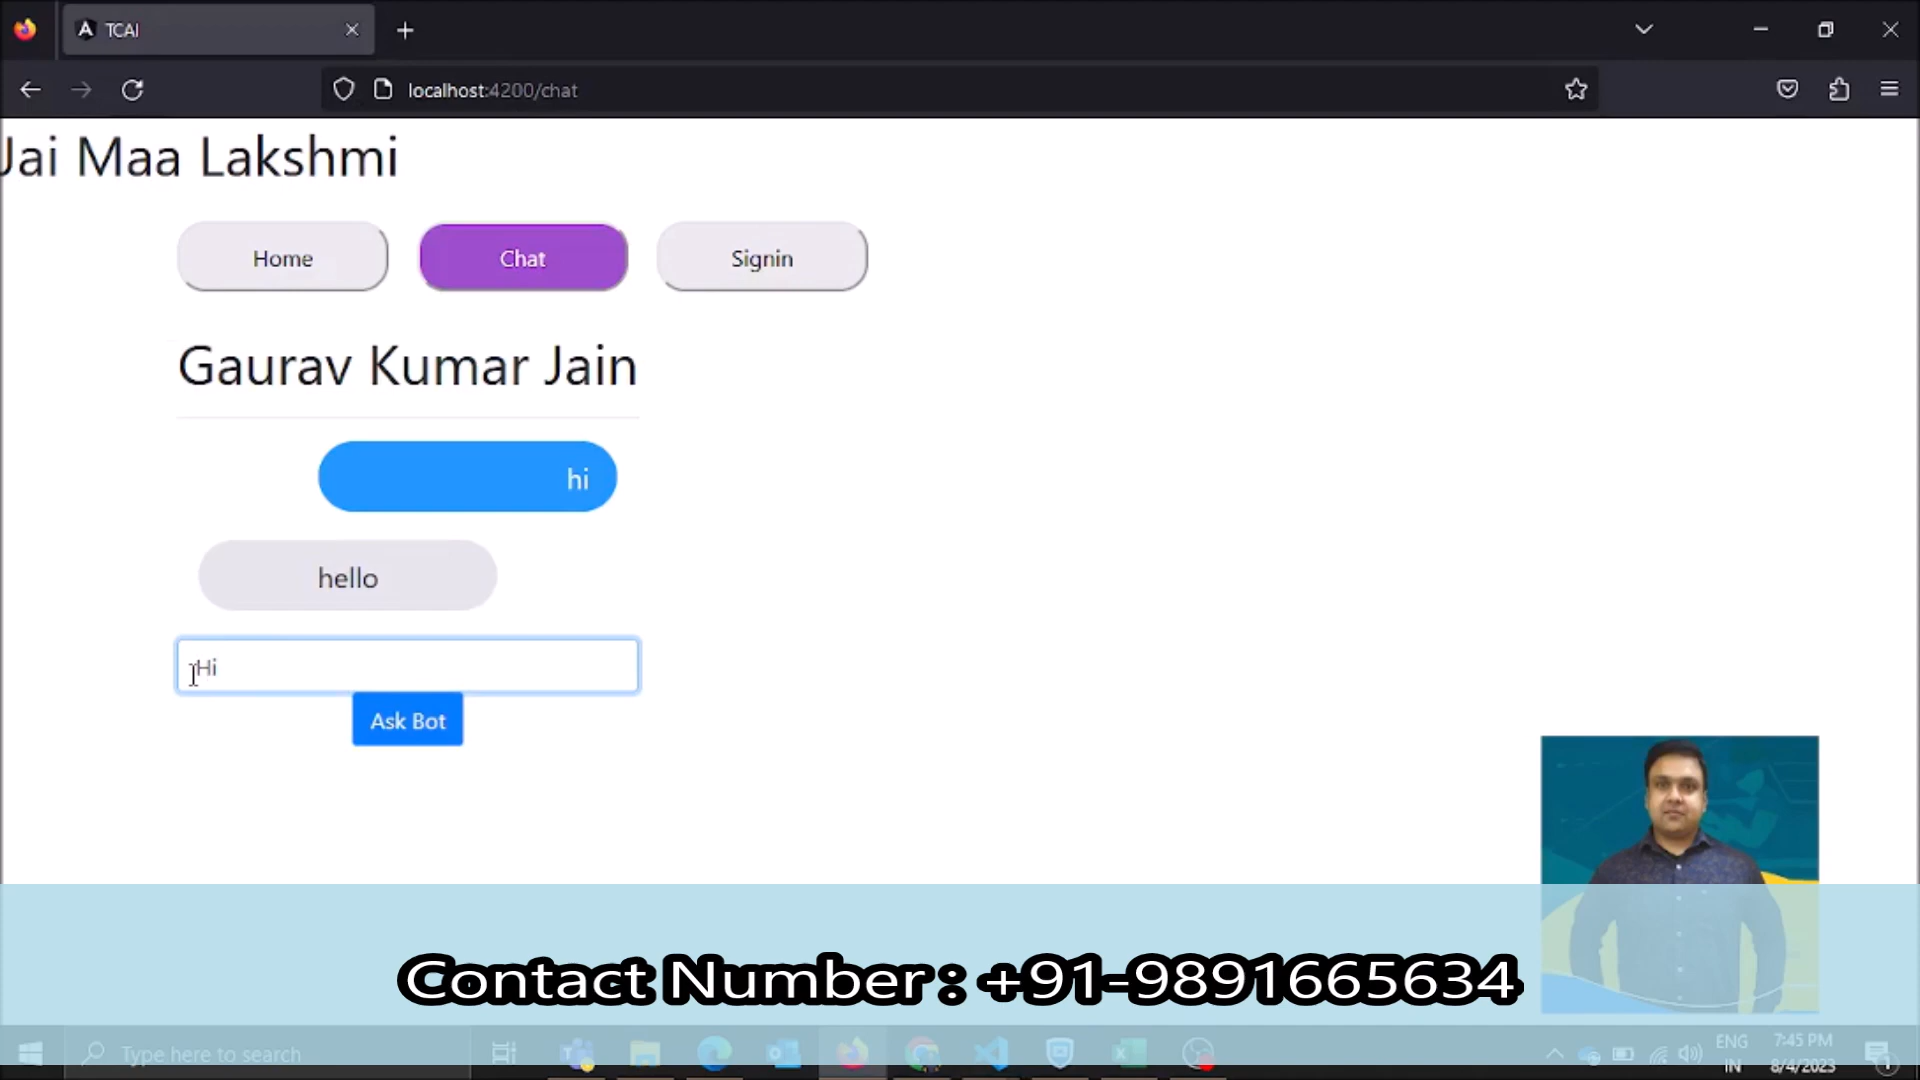 TCAI
localhost:4200/chat
Jai Maa Lakshmi
Home
Chat
Signin
Gaurav Kumar Jain
hi
hello
Hi
Ask Bot
Contact Number : +91-9891665634
Type here to search
ENG
IN
7:45 PM
8/4/2023